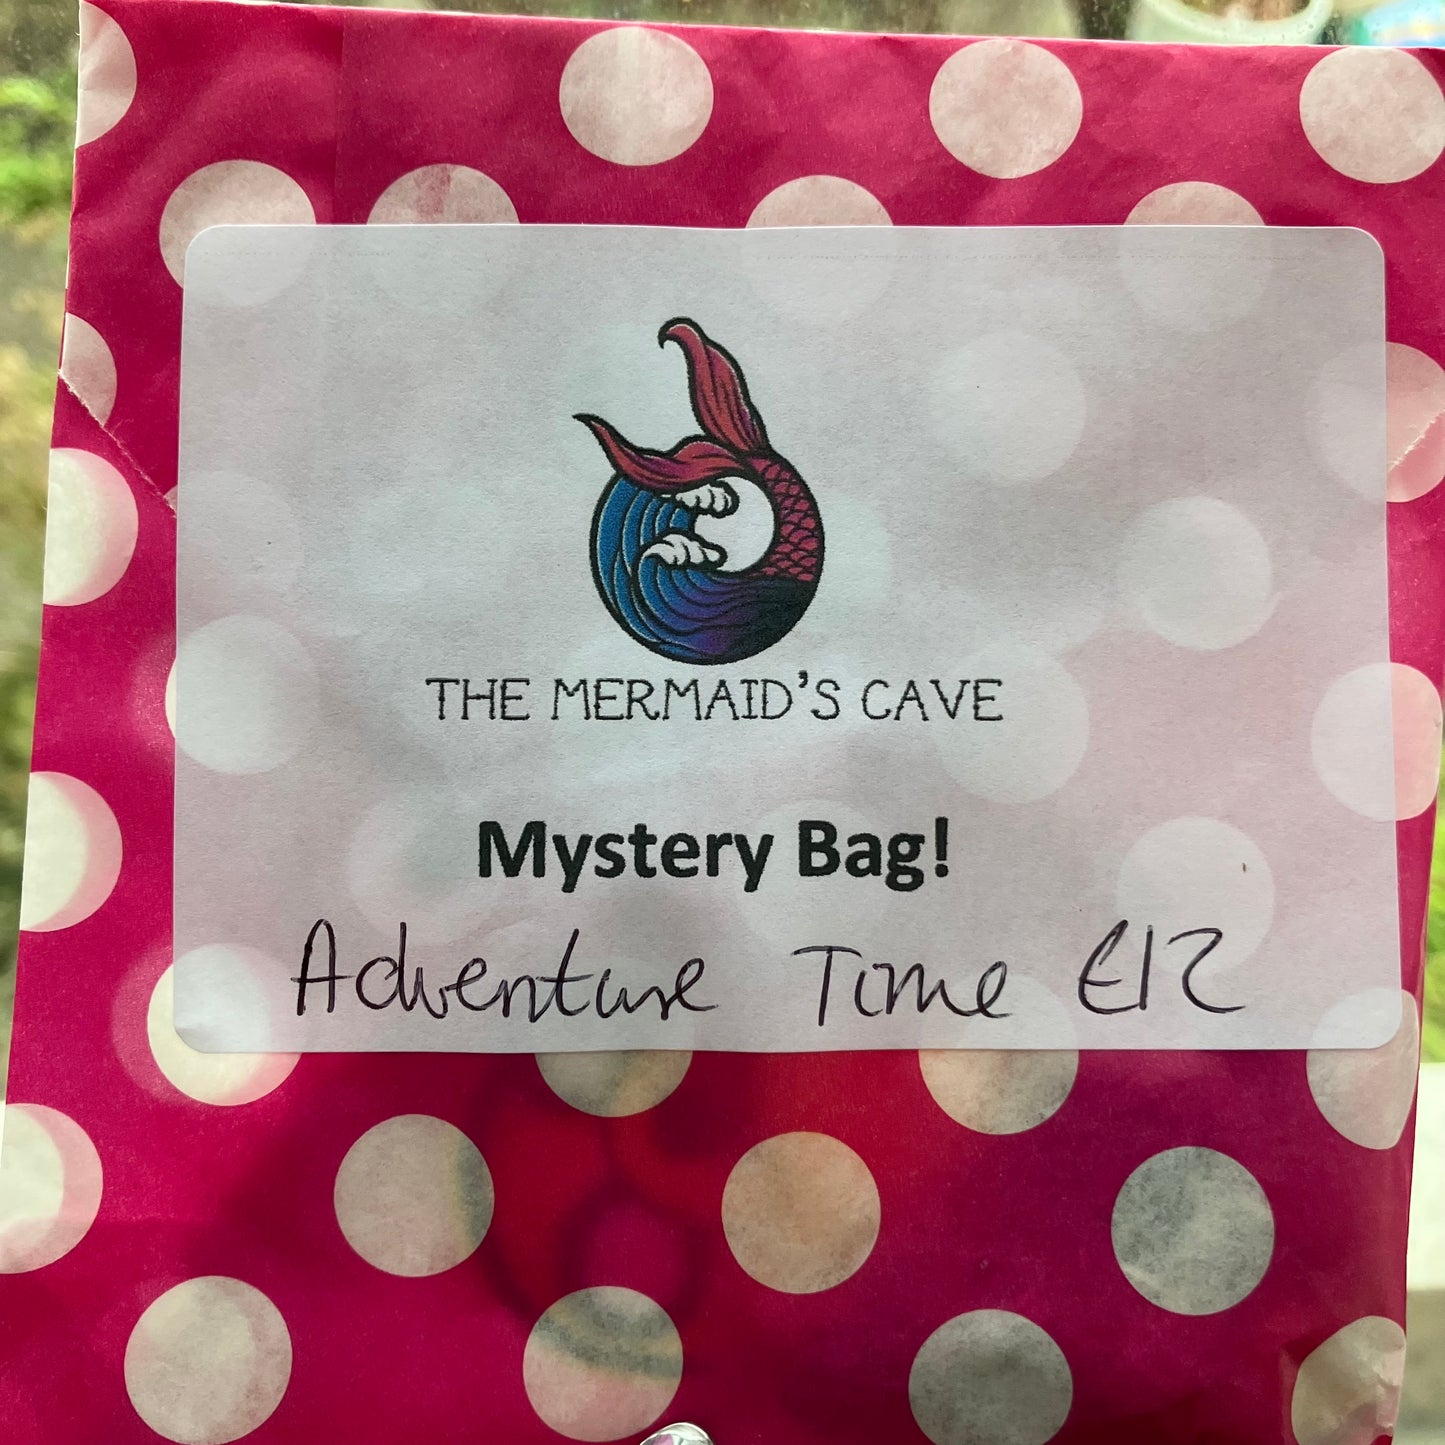 THE MERMAID'S CAVE
Mystery Bag!
Adventure Time £12